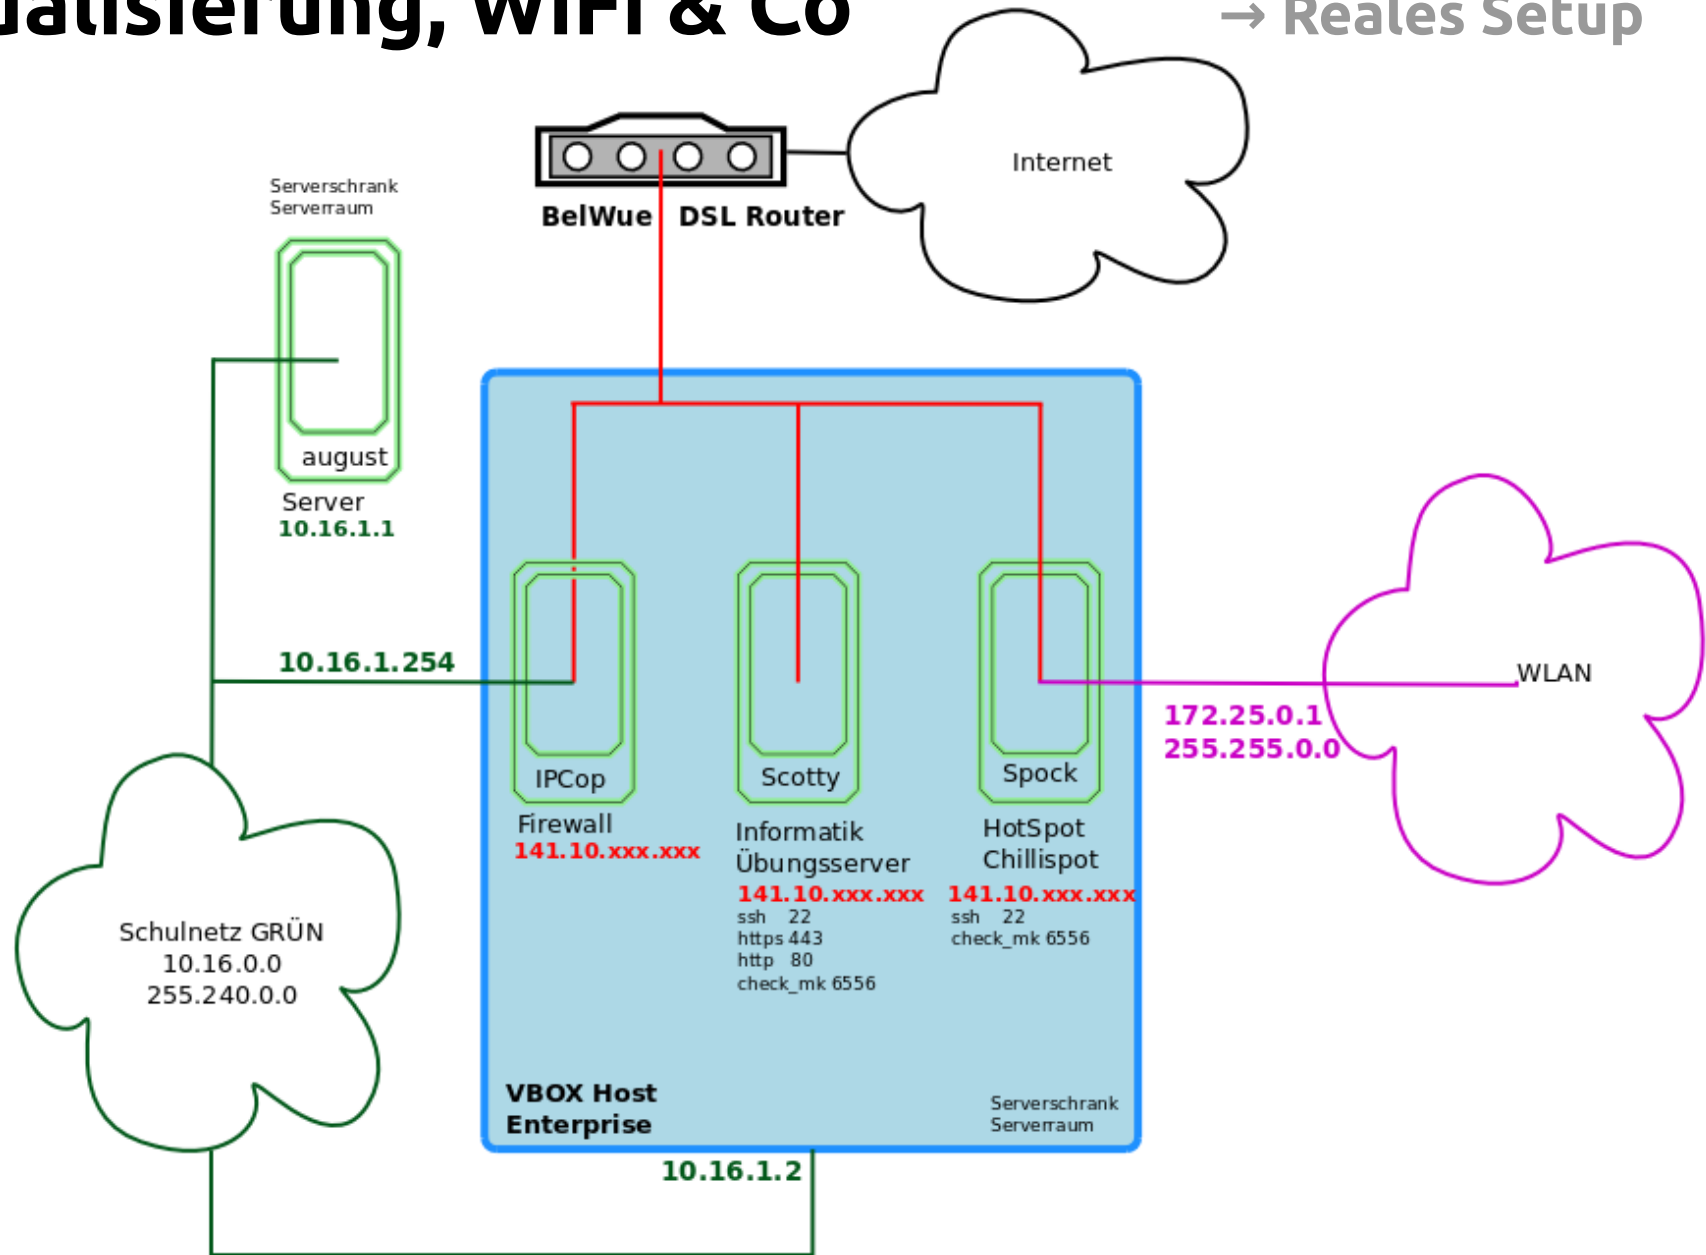 ualisierung, WiFi & Co
→ Reales Setup
Internet
BelWue DSL Router
Serverschrank
Serverraum
august
Server
10.16.1.1
10.16.1.254
IPCop
Firewall
141.10.xxx.xxx
Scotty
Informatik
Übungsserver
141.10.xxx.xxx
ssh 22
https 443
http 80
check_mk 6556
Spock
HotSpot
Chillispot
141.10.xxx.xxx
ssh 22
check_mk 6556
WLAN
172.25.0.1
255.255.0.0
Schulnetz GRÜN
10.16.0.0
255.240.0.0
VBOX Host
Enterprise
Serverschrank
Serverraum
10.16.1.2